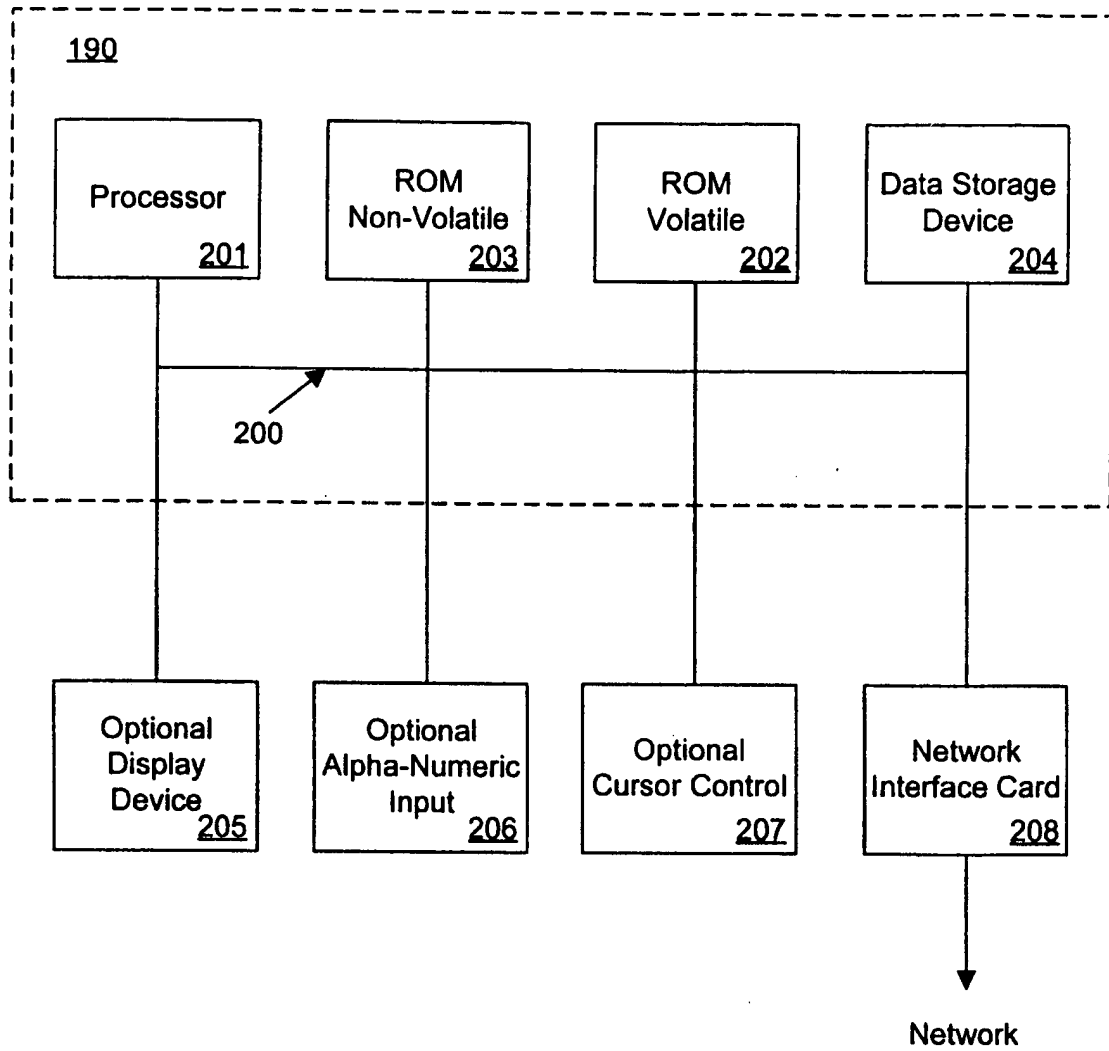 190
Processor
201
ROM
Non-Volatile
203
ROM
Volatile
202
Data Storage
Device
204
200
Optional
Display
Device
205
Optional
Alpha-Numeric
Input
206
Optional
Cursor Control
207
Network
Interface Card
208
Network